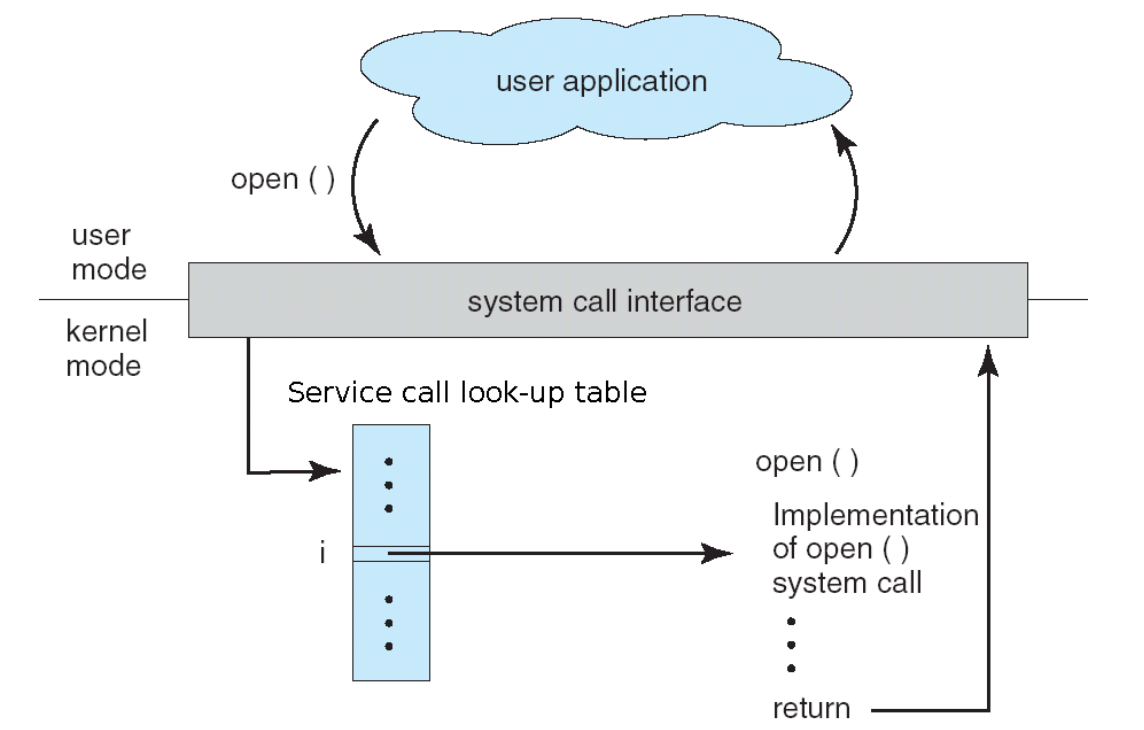 user application
open ( )
user
mode
system call interface
kernel
mode
Service call look-up table
open ( )
Implementation
of open ( )
system call
i
return